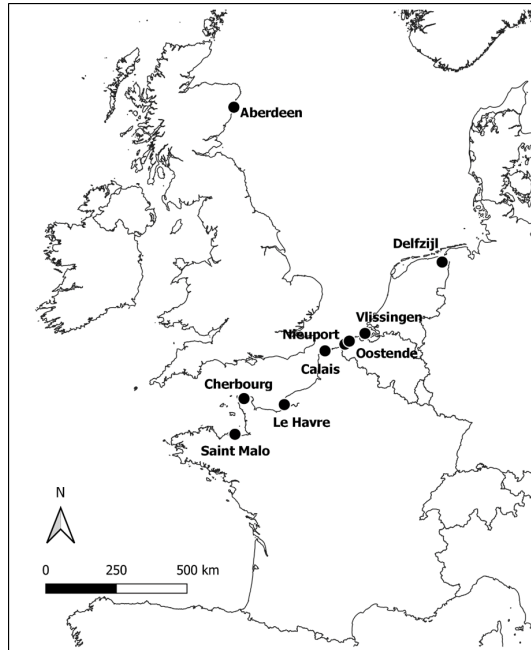 Aberdeen
Delfzijl
Vlissingen
Nieuport
Oostende
Calais
Cherbourg
Le Havre
Saint Malo
N
0 250 500 km